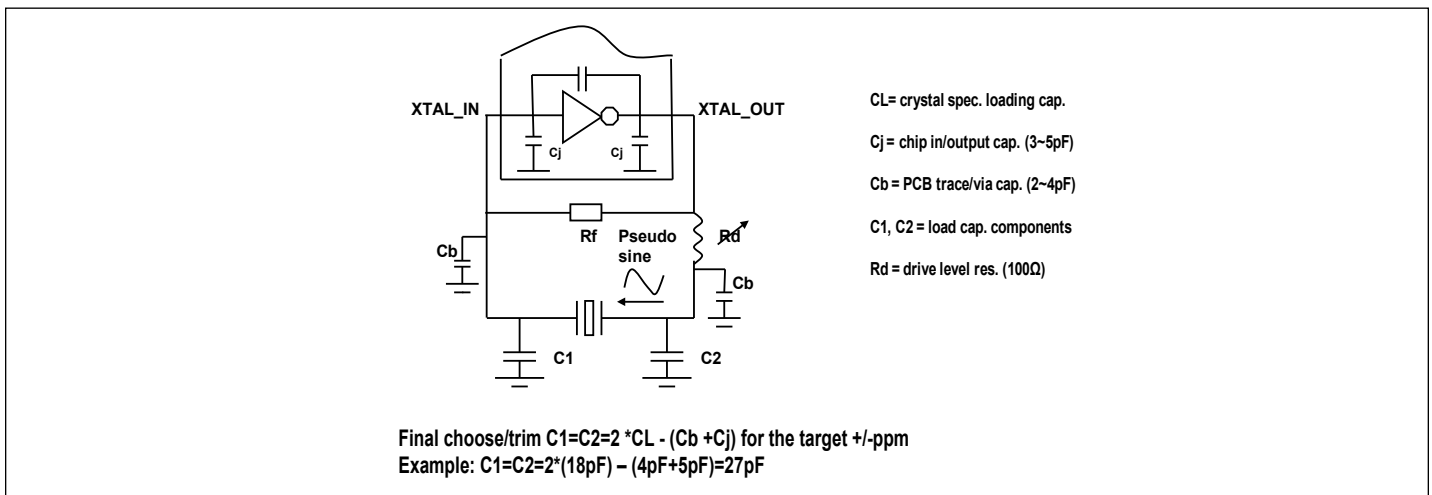 XTAL_IN
XTAL_OUT
Cj
Cj
Rf
Pseudo
sine
Rd
Cb
Cb
C1
C2
CL= crystal spec. loading cap.
Cj = chip in/output cap. (3~5pF)
Cb = PCB trace/via cap. (2~4pF)
C1, C2 = load cap. components
Rd = drive level res. (100Ω)
Final choose/trim C1=C2=2 *CL - (Cb +Cj) for the target +/-ppm
Example: C1=C2=2*(18pF) – (4pF+5pF)=27pF